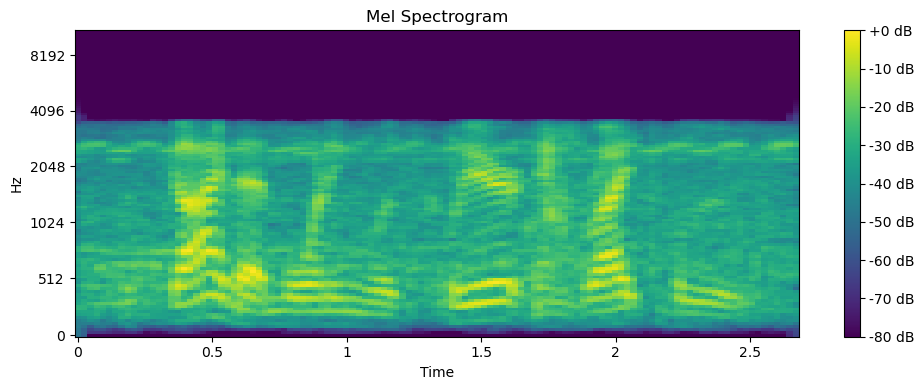 Mel Spectrogram
Hz
8192
4096
2048
1024
512
0
0
0.5
1
1.5
2
2.5
Time
+0 dB
-10 dB
-20 dB
-30 dB
-40 dB
-50 dB
-60 dB
-70 dB
-80 dB